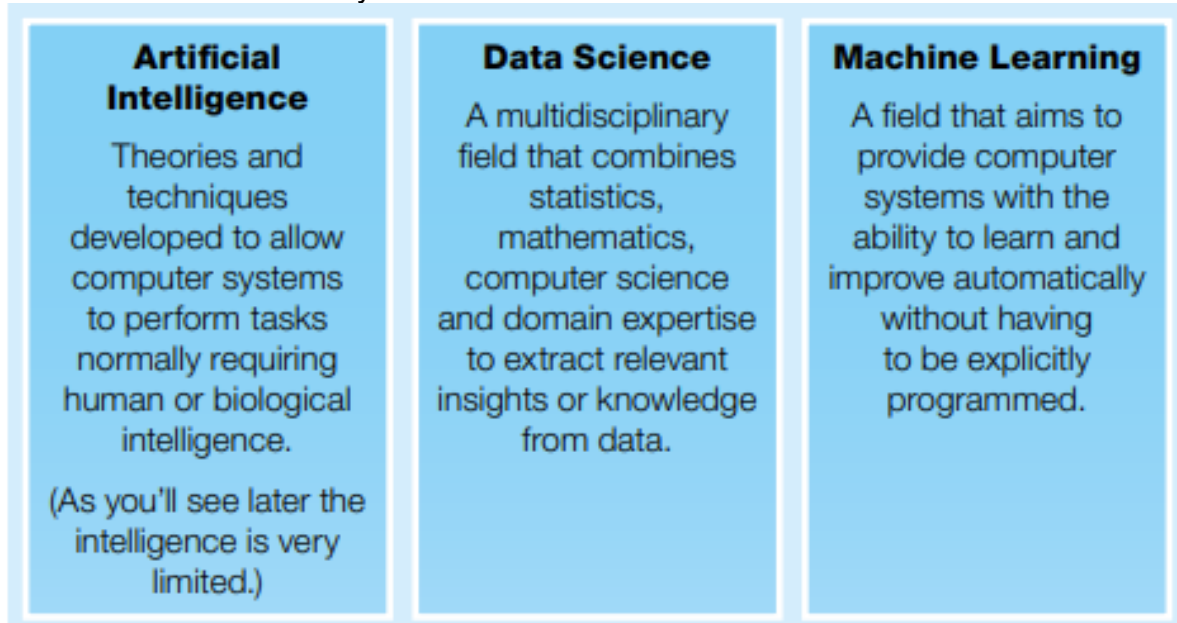 Artificial
Intelligence
Theories and
techniques
developed to allow
computer systems
to perform tasks
normally requiring
human or biological
intelligence.
(As you'll see later the
intelligence is very
limited.)
Data Science
A multidisciplinary
field that combines
statistics,
mathematics,
computer science
and domain expertise
to extract relevant
insights or knowledge
from data.
Machine Learning
A field that aims to
provide computer
systems with the
ability to learn and
improve automatically
without having
to be explicitly
programmed.